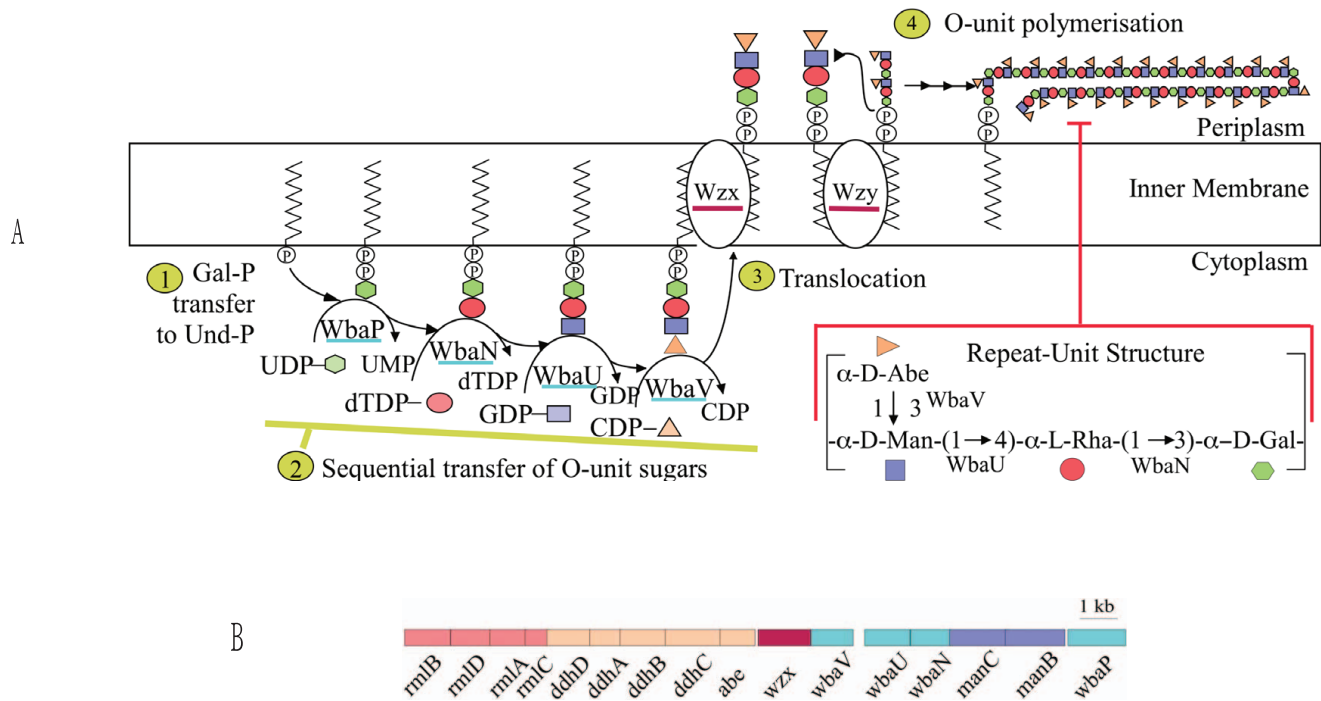 A
4 O-unit polymerisation
P P P P
P P P P
Periplasm
Wzx Wzy
Inner Membrane
P P P P P
P P P P
Cytoplasm
1 Gal-P
transfer
to Und-P
3 Translocation
WbaP
WbaN
WbaU
WbaV
UDP UMP
dTDP
dTDP
GDP
GDP
CDP
CDP
2 Sequential transfer of O-unit sugars
Repeat-Unit Structure
α-D-Abe
1 3 WbaV
-α-D-Man-(1→4)-α-L-Rha-(1→3)-α-D-Gal-
WbaU WbaN
B
1 kb
rmlB rmlD rmlA rmlC ddhD ddhA ddhB ddhC abe wzx wbaV wbaU wbaN manC manB wbaP